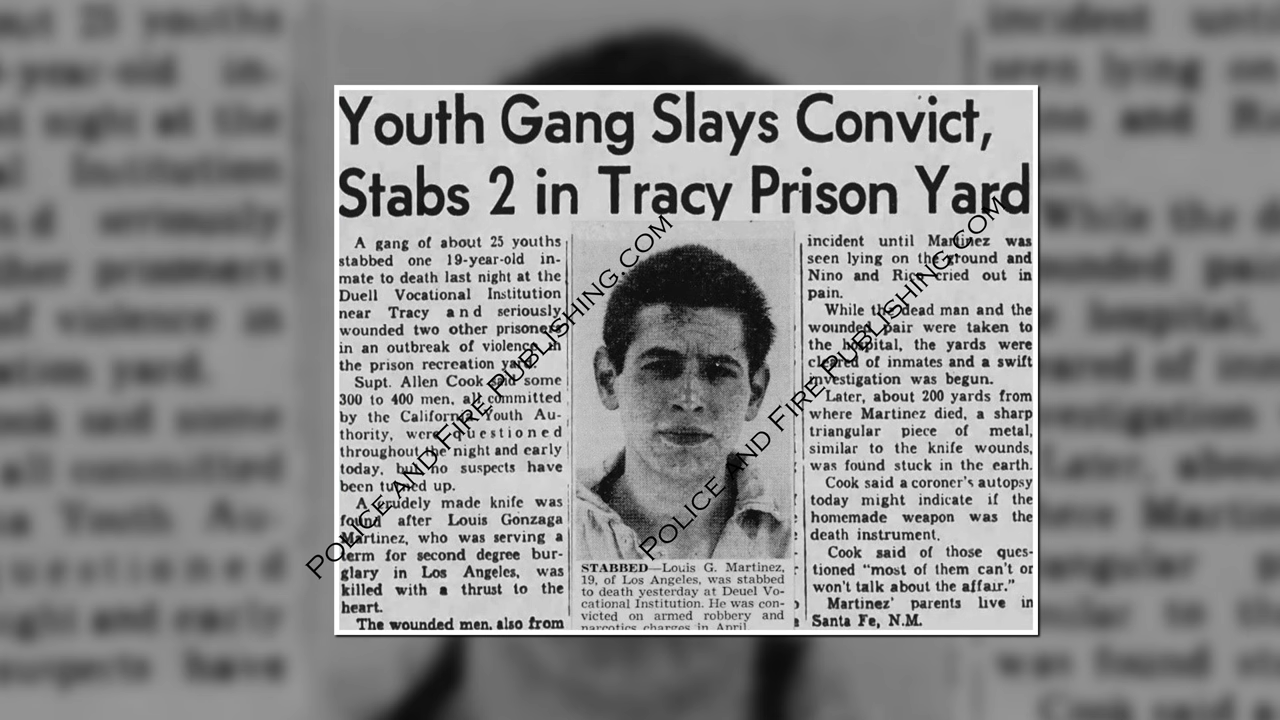 Youth Gang Slays Convict,
Stabs 2 in Tracy Prison Yard
A gang of about 25 youths
stabbed one 19-year-old in-
mate to death last night at the
Duell Vocational Institution
near Tracy and seriously
wounded two other prisoners
in an outbreak of violence in
the prison recreation yard.
Supt. Allen Cook said some
300 to 400 men, all committed
by the California Youth Au-
thority, were questioned
throughout the night and early
today, but no suspects have
been turned up.
A crudely made knife was
found after Louis Gonzaga
Martinez, who was serving a
term for second degree bur-
glary in Los Angeles, was
killed with a thrust to the
heart.
The wounded men, also from
STABBED—Louis G. Martinez,
19, of Los Angeles, was stabbed
to death yesterday at Deuel Vo-
cational Institution. He was con-
victed on armed robbery and
narcotics charges in April
incident until Martinez was
seen lying on the ground and
Nino and Rico cried out in
pain.
While the dead man and the
wounded pair were taken to
the hospital, the yards were
cleared of inmates and a swift
investigation was begun.
Later, about 200 yards from
where Martinez died, a sharp
triangular piece of metal,
similar to the knife wounds,
was found stuck in the earth.
Cook said a coroner's autopsy
today might indicate if the
homemade weapon was the
death instrument.
Cook said of those ques-
tioned "most of them can't or
won't talk about the affair."
Martinez' parents live in
Santa Fe, N.M.
POLICE AND FIRE PUBLISHING.COM
POLICE AND FIRE PUBLISHING.COM